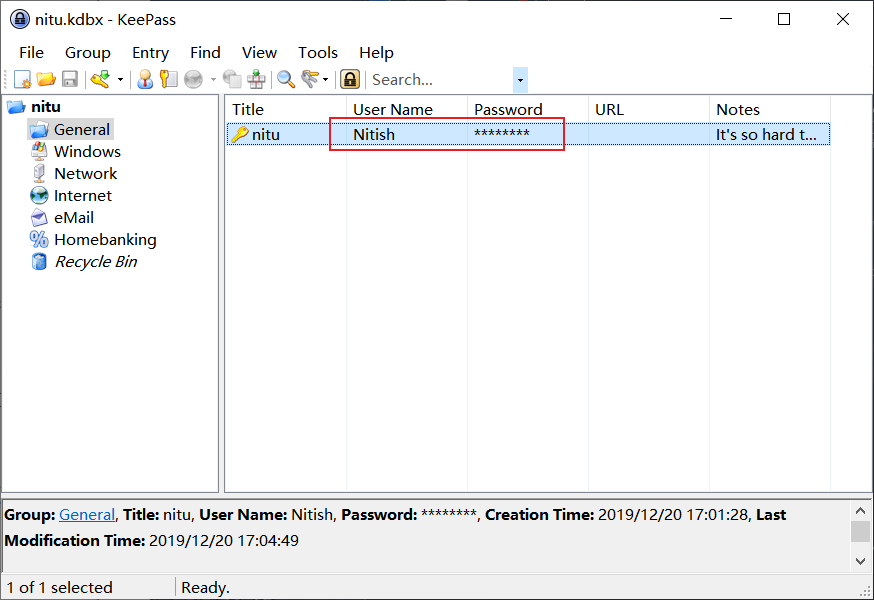 nitu.kdbx - KeePass
File Group Entry Find View Tools Help
Search...
nitu
General
Windows
Network
Internet
eMail
Homebanking
Recycle Bin
Title User Name Password URL Notes
nitu Nitish ******** It's so hard t...
Group: General, Title: nitu, User Name: Nitish, Password: ********, Creation Time: 2019/12/20 17:01:28, Last
Modification Time: 2019/12/20 17:04:49
1 of 1 selected Ready.